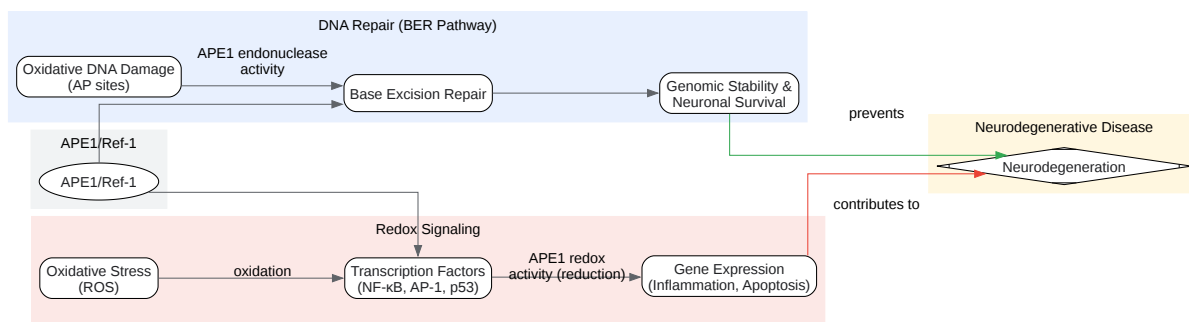 DNA Repair (BER Pathway)
APE1 endonuclease
activity
Oxidative DNA Damage
(AP sites)
Base Excision Repair
Genomic Stability &
Neuronal Survival
prevents
Neurodegenerative Disease
Neurodegeneration
contributes to
APE1/Ref-1
APE1/Ref-1
Redox Signaling
Oxidative Stress
(ROS)
oxidation
Transcription Factors
(NF-κB, AP-1, p53)
APE1 redox
activity (reduction)
Gene Expression
(Inflammation, Apoptosis)